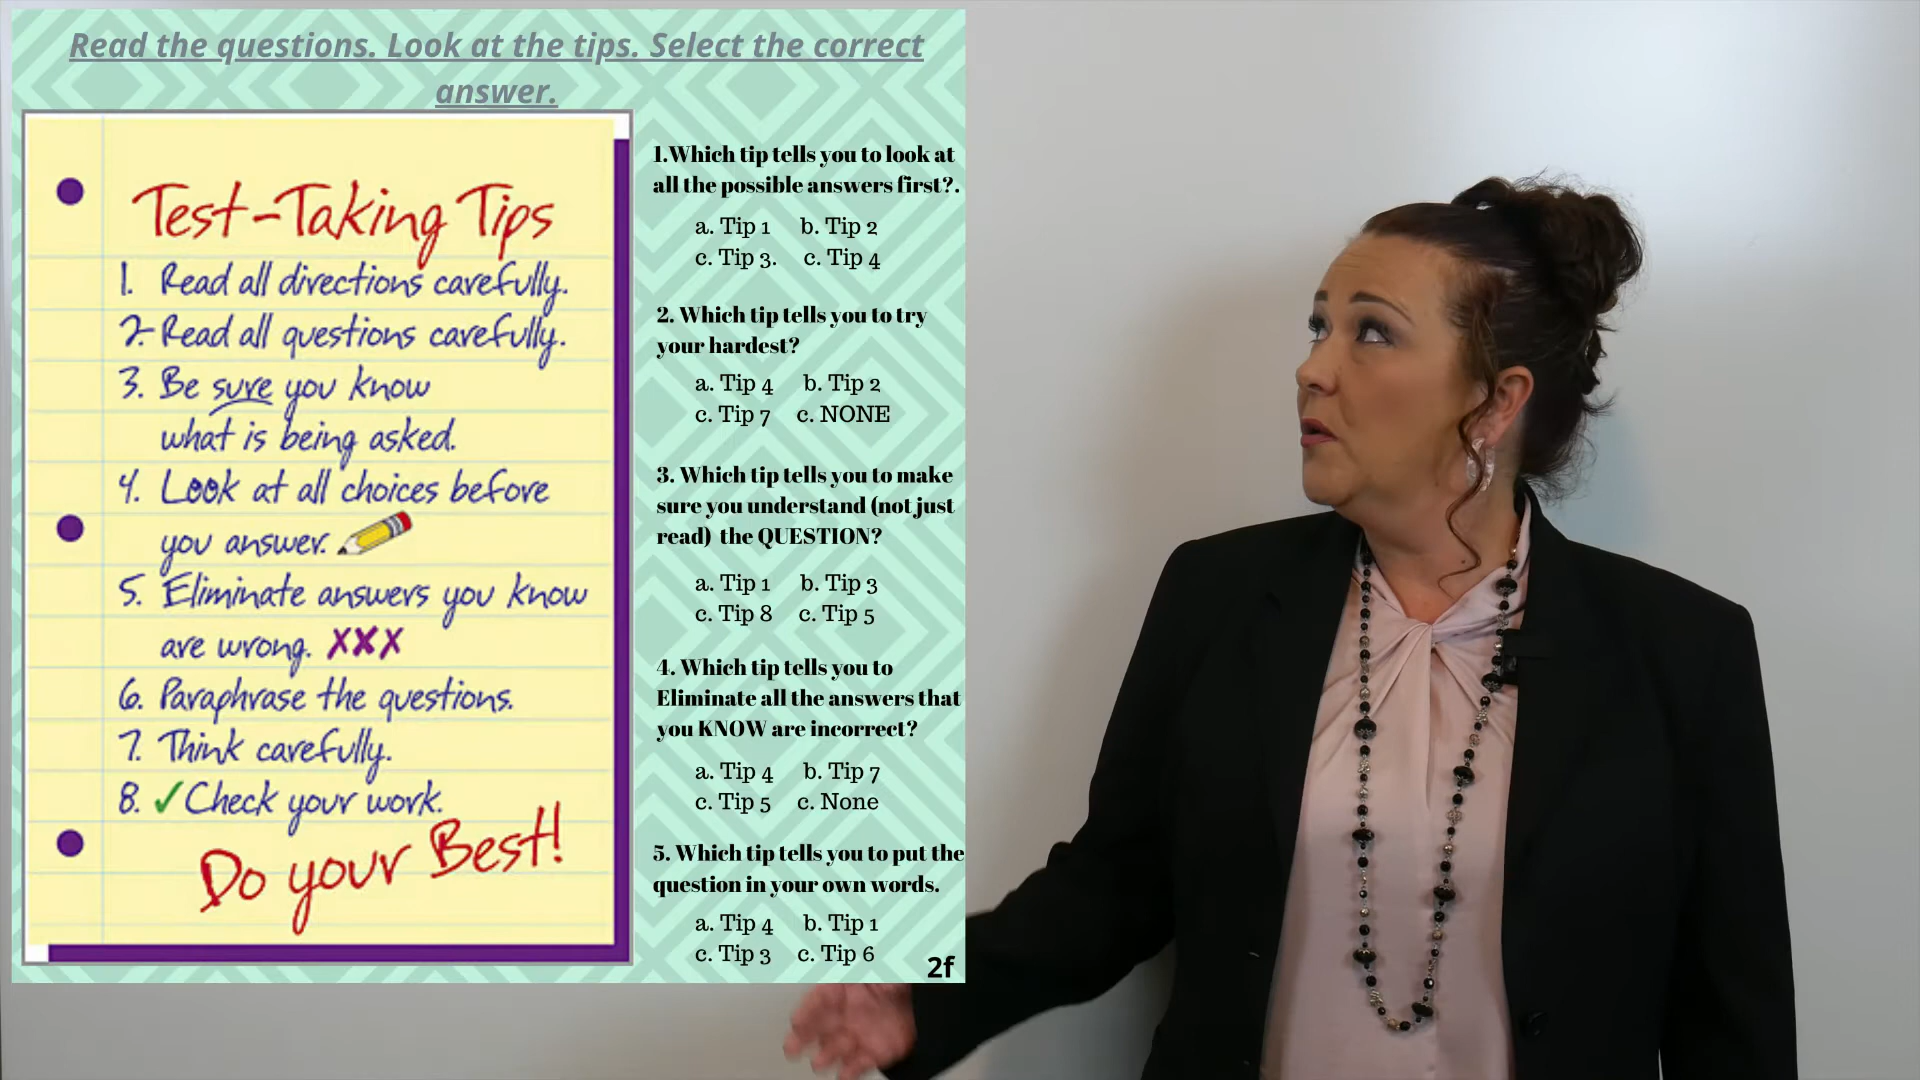 Read the questions. Look at the tips. Select the correct
answer.
Test-Taking Tips
1. Read all directions carefully.
2. Read all questions carefully.
3. Be sure you know
what is being asked.
4. Look at all choices before
you answer.
5. Eliminate answers you know
are wrong. XXX
6. Paraphrase the questions.
7. Think carefully.
8. ✓Check your work.
Do your Best!
1.Which tip tells you to look at
all the possible answers first?.
a. Tip 1 b. Tip 2
c. Tip 3. c. Tip 4
2. Which tip tells you to try
your hardest?
a. Tip 4 b. Tip 2
c. Tip 7 c. NONE
3. Which tip tells you to make
sure you understand (not just
read) the QUESTION?
a. Tip 1 b. Tip 3
c. Tip 8 c. Tip 5
4. Which tip tells you to
Eliminate all the answers that
you KNOW are incorrect?
a. Tip 4 b. Tip 7
c. Tip 5 c. None
5. Which tip tells you to put the
question in your own words.
a. Tip 4 b. Tip 1
c. Tip 3 c. Tip 6
2f